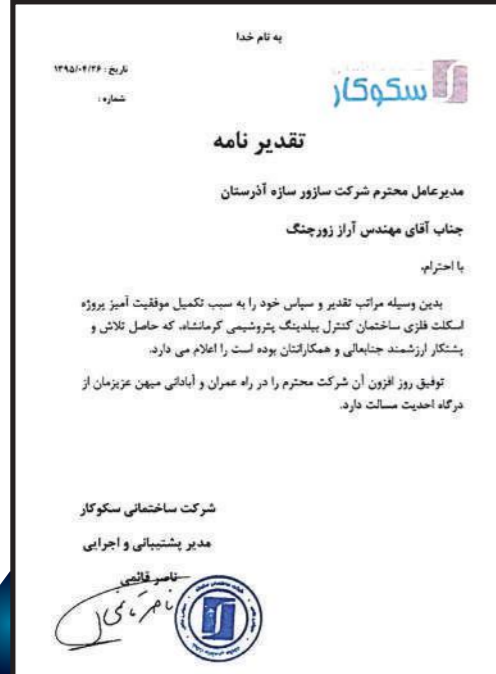 به نام خدا
تاریخ : ۱۳۹۵/۰۴/۲۶
شماره :
سکوکار
تقدیر نامه
مدیرعامل محترم شرکت سازور سازه آذرستان
جناب آقای مهندس آراز زورچنگ
با احترام،
بدین وسیله مراتب تقدیر و سپاس خود را به سبب تکمیل موفقیت آمیز پروژه
اسکلت فلزی ساختمان کنترل بیلدینگ پتروشیمی کرمانشاه، که حاصل تلاش و
پشتکار ارزشمند جنابعالی و همکارانتان بوده است را اعلام می دارد.
توفیق روز افزون آن شرکت محترم را در راه عمران و آبادانی میهن عزیزمان از
درگاه احدیت مسالت دارد.
شرکت ساختمانی سکوکار
مدیر پشتیبانی و اجرایی
ناصر قائمی